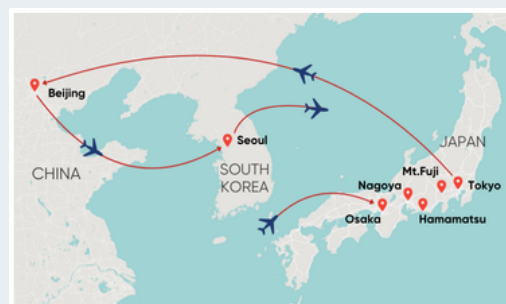 Beijing
CHINA
Seoul
SOUTH
KOREA
JAPAN
Mt.Fuji
Nagoya
Tokyo
Osaka
Hamamatsu